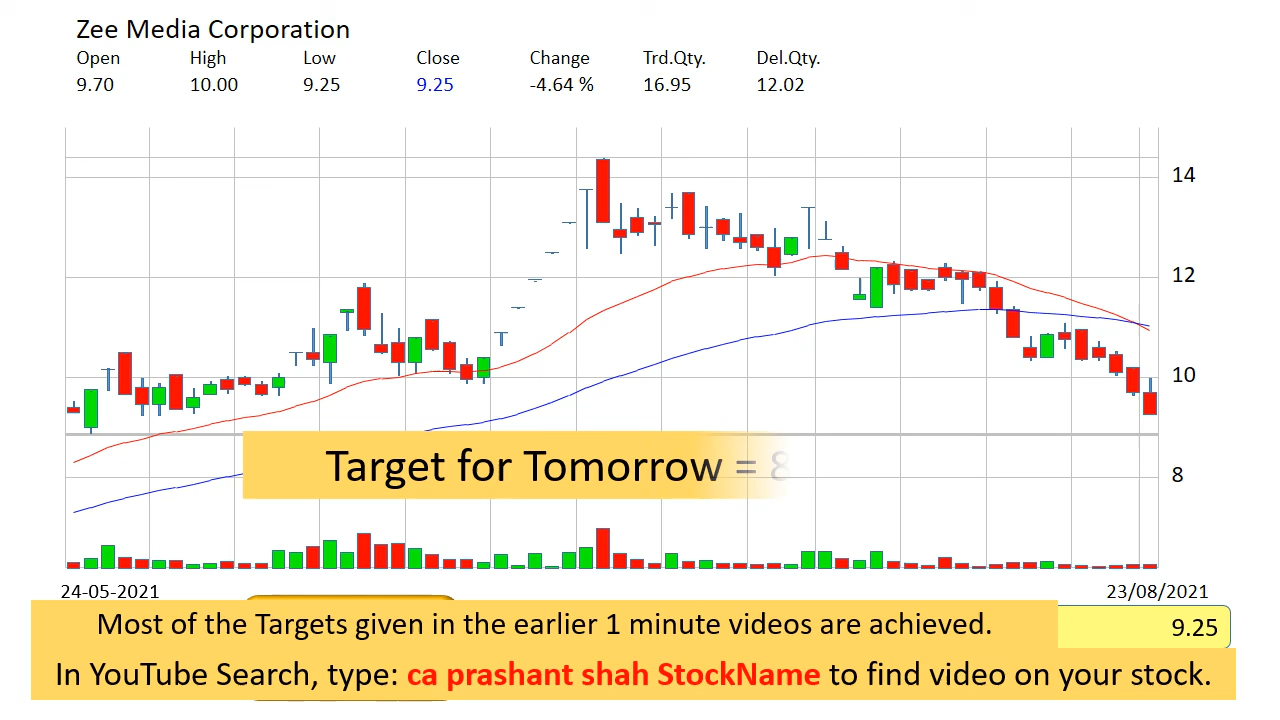 Zee Media Corporation
Open High Low Close Change Trd.Qty. Del.Qty.
9.70 10.00 9.25 9.25 -4.64 % 16.95 12.02
14
12
10
Target for Tomorrow = 8
8
24-05-2021 23/08/2021
Most of the Targets given in the earlier 1 minute videos are achieved. 9.25
In YouTube Search, type: ca prashant shah StockName to find video on your stock.